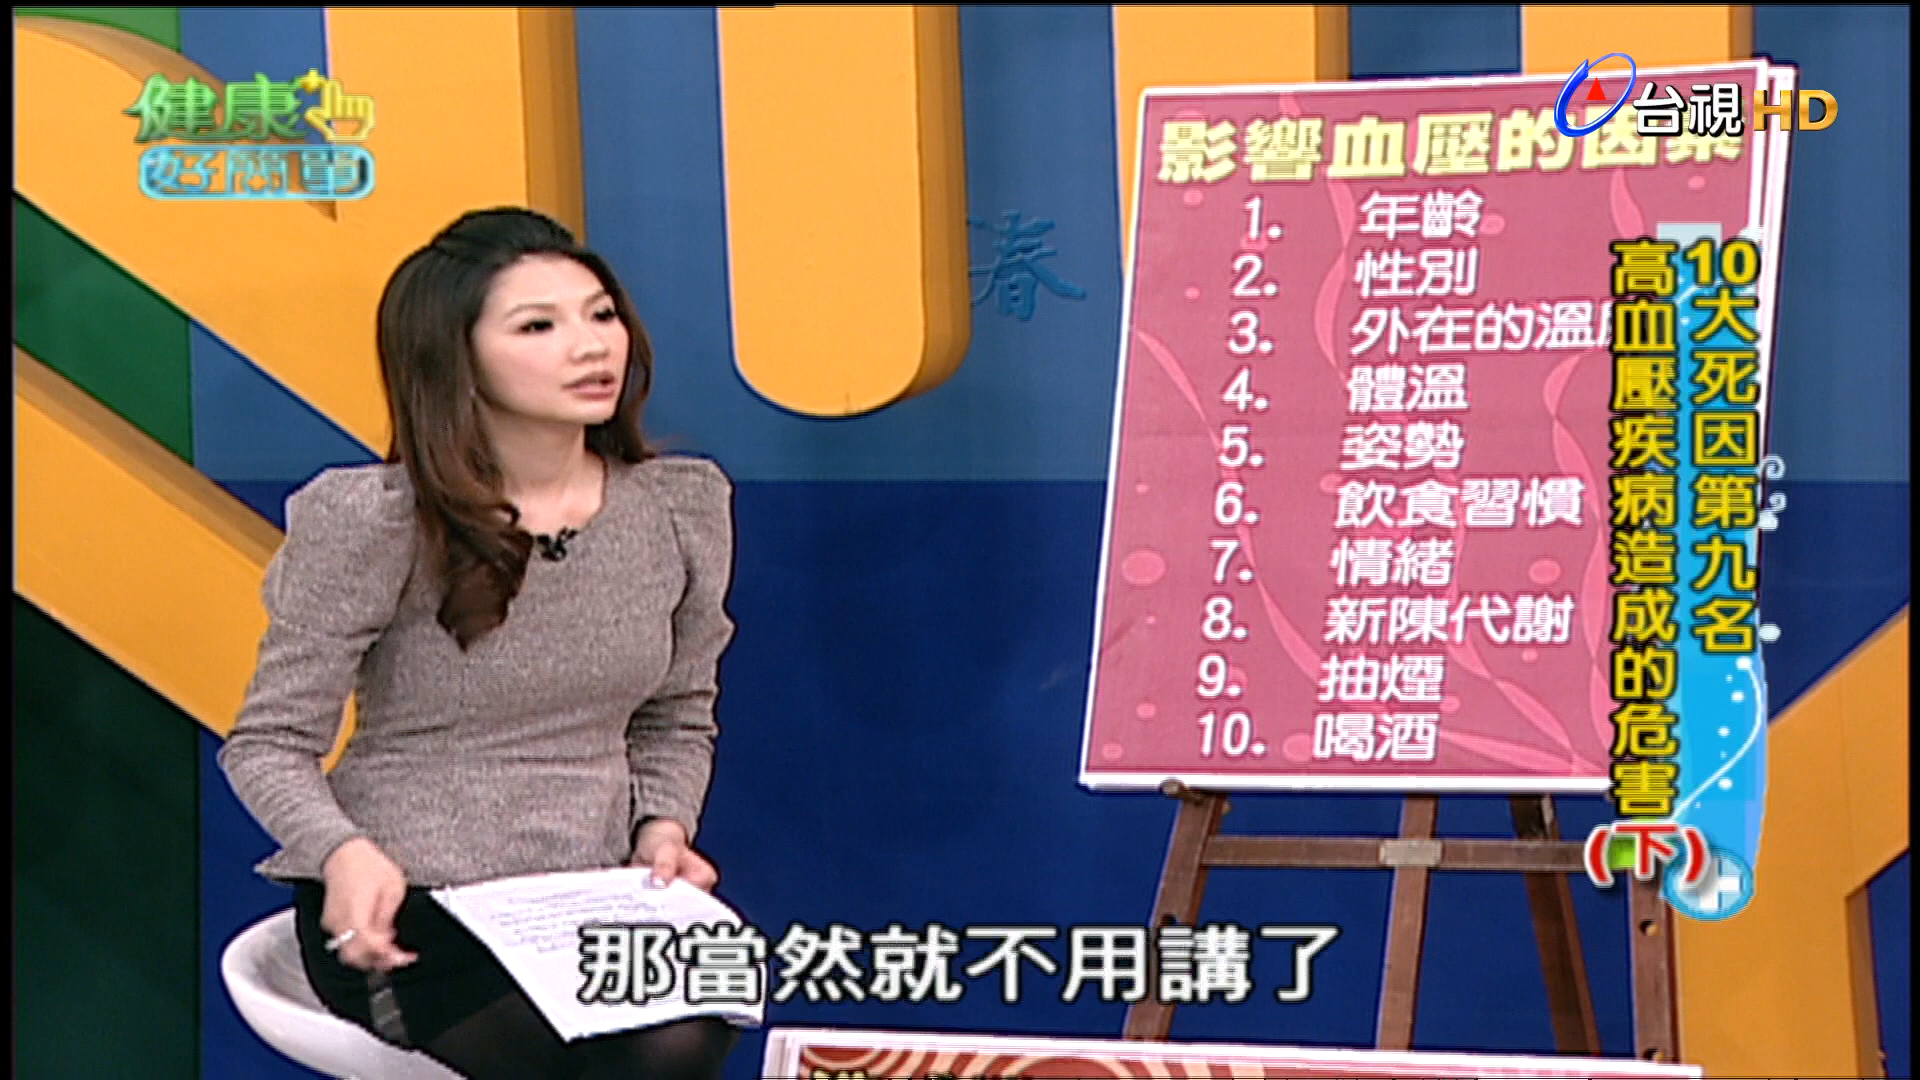 健康
好簡單
台視HD
影響血壓的因
春
1. 年齡
2. 性別
3. 外在的溫
4. 體溫
5. 姿勢
6. 飲食習慣
7. 情緒
8. 新陳代謝
9. 抽煙
10. 喝酒
10大死因第九名
高血壓疾病造成的危害
(下)
那當然就不用講了